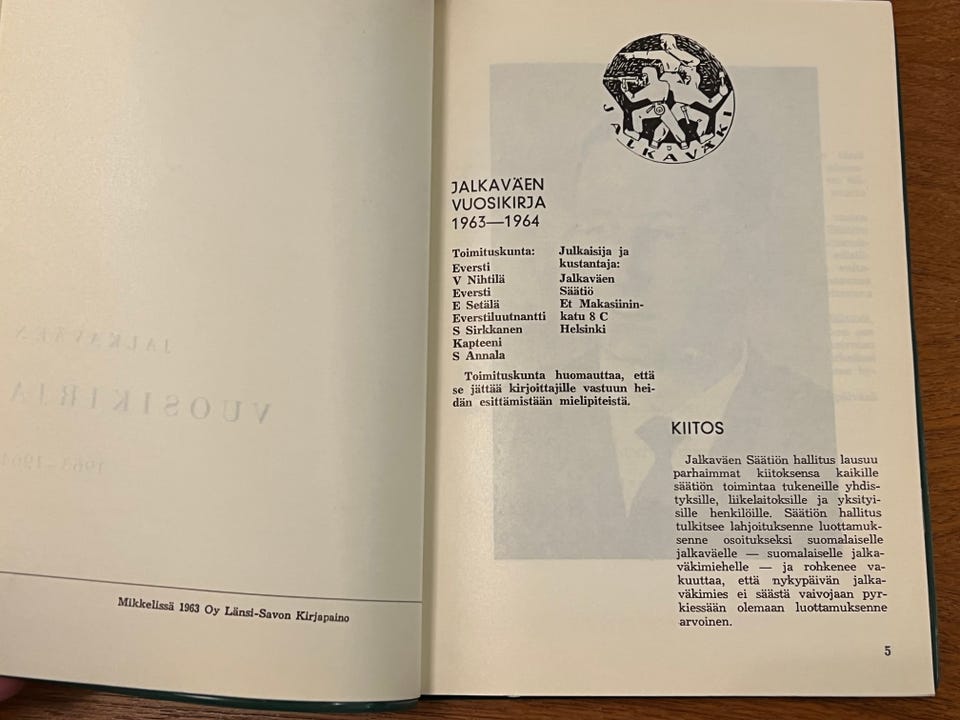 JALKAVÄEN
VUOSIKIRJA
1963-196
Mikkelissä 1963 Oy Länsi-Savon Kirjapaino
JALKAVÄKI
JALKAVÄEN
VUOSIKIRJA
1963—1964
Toimituskunta:
Eversti
V Nihtilä
Eversti
E Setälä
Everstiluutnantti
S Sirkkanen
Kapteeni
S Annala
Julkaisija ja
kustantaja:
Jalkaväen
Säätiö
Et Makasiinin-
katu 8 C
Helsinki
Toimituskunta huomauttaa, että
se jättää kirjoittajille vastuun hei-
dän esittämistään mielipiteistä.
KIITOS
Jalkaväen Säätiön hallitus lausuu
parhaimmat kiitoksensa kaikille
säätiön toimintaa tukeneille yhdis-
tyksille, liikelaitoksille ja yksityi-
sille henkilöille. Säätiön hallitus
tulkitsee lahjoituksenne luottamuk-
senne osoitukseksi suomalaiselle
jalkaväelle — suomalaiselle jalka-
väkimiehelle — ja rohkenee va-
kuuttaa, että nykypäivän jalka-
väkimies ei säästä vaivojaan pyr-
kiessään olemaan luottamuksenne
arvoinen.
5